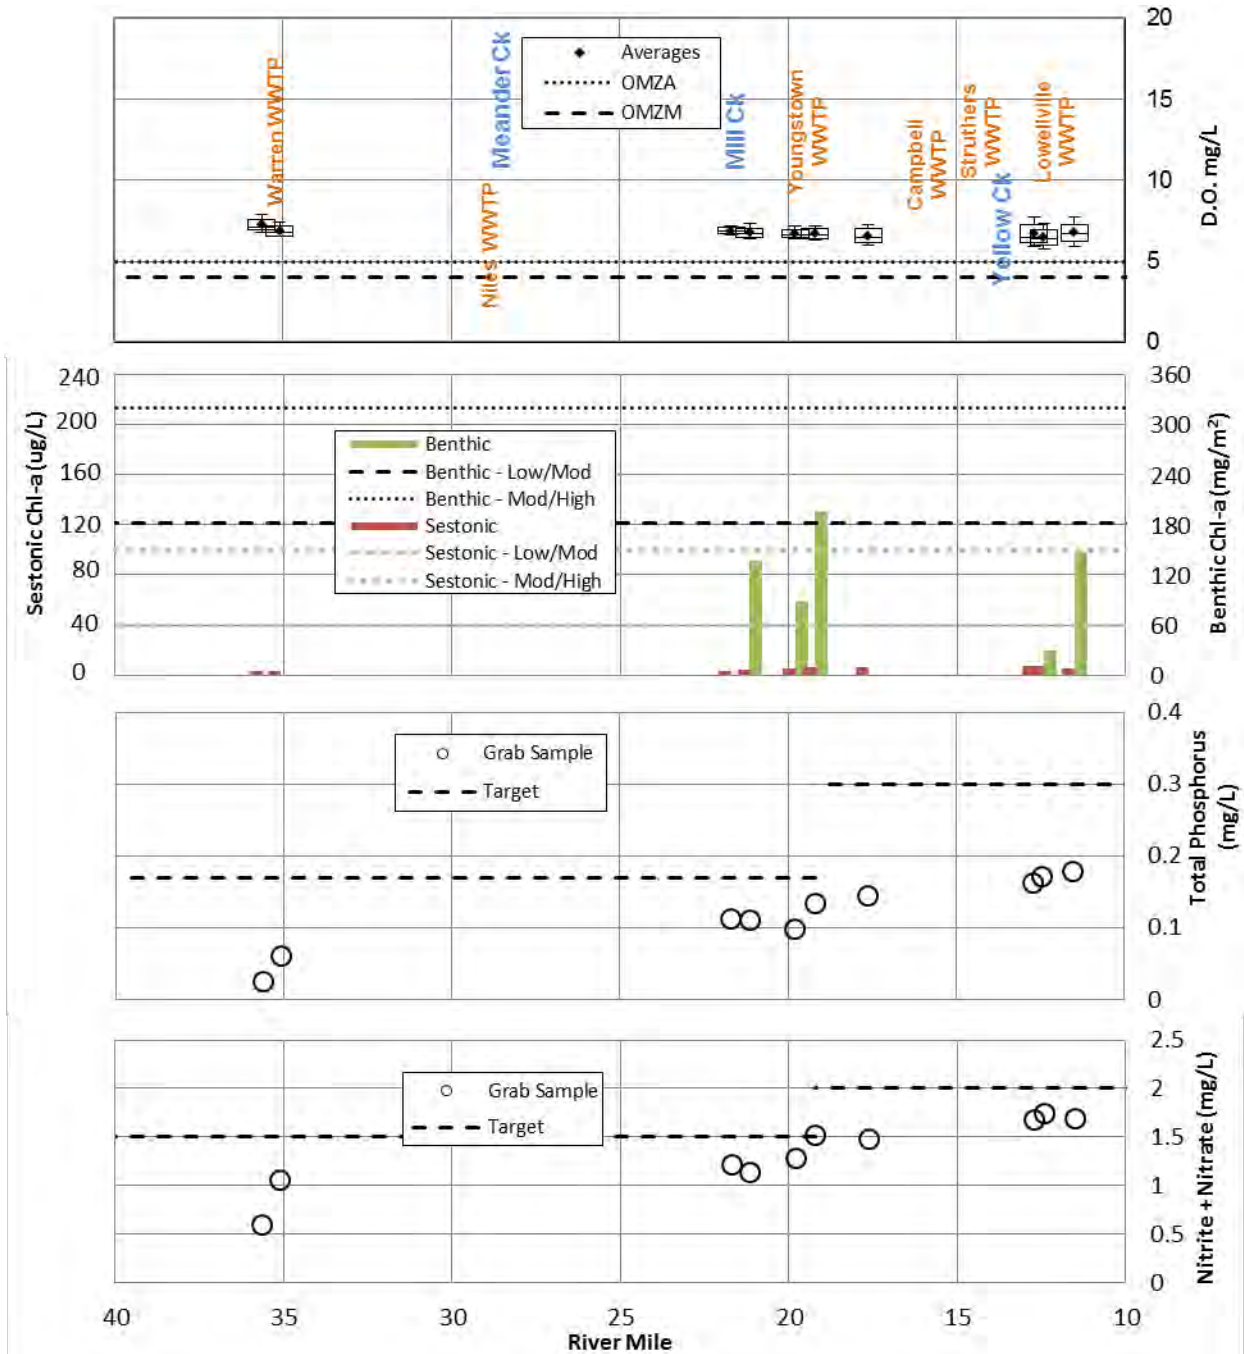 20
15
10
5
0
D.O. mg/L
Averages
OMZA
OMZM
Warren WWTP
Niles WWTP
Meander Ck
Mill Ck
Youngstown
WWTP
Campbell
WWTP
Struthers
WWTP
Yellow Ck
Lowellville
WWTP
240
200
160
120
80
40
0
Sestonic Chl-a (ug/L)
Benthic
Benthic - Low/Mod
Benthic - Mod/High
Sestonic
Sestonic - Low/Mod
Sestonic - Mod/High
360
300
240
180
120
60
0
Benthic Chl-a (mg/m²)
Grab Sample
Target
0.4
0.3
0.2
0.1
0
Total Phosphorus
(mg/L)
Grab Sample
Target
2.5
2
1.5
1
0.5
0
Nitrite + Nitrate (mg/L)
40 35 30 25 20 15 10
River Mile